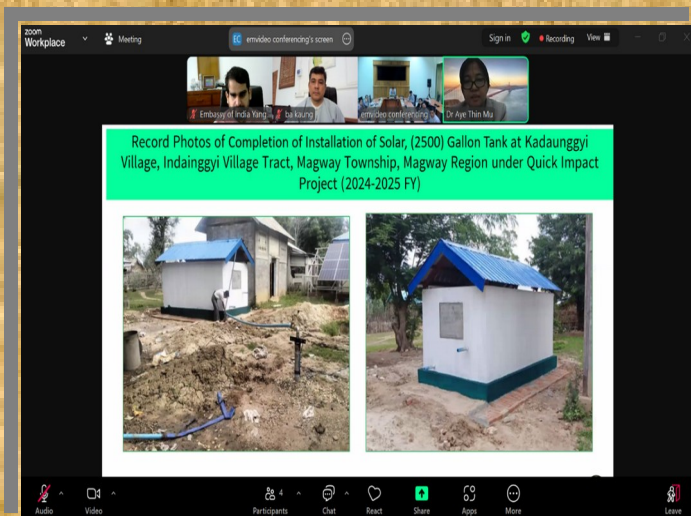 zoom
Workplace
Meeting
EC emvideo conferencing's screen
Sign in
Recording
View
Embassy of India Yang
ba kaung
emvideo conferencing
Dr Aye Thin Mu
Record Photos of Completion of Installation of Solar, (2500) Gallon Tank at Kadaunggyi
Village, Indainggyi Village Tract, Magway Township, Magway Region under Quick Impact
Project (2024-2025 FY)
Audio
Video
4
Participants
Chat
React
Share
Apps
More
Leave